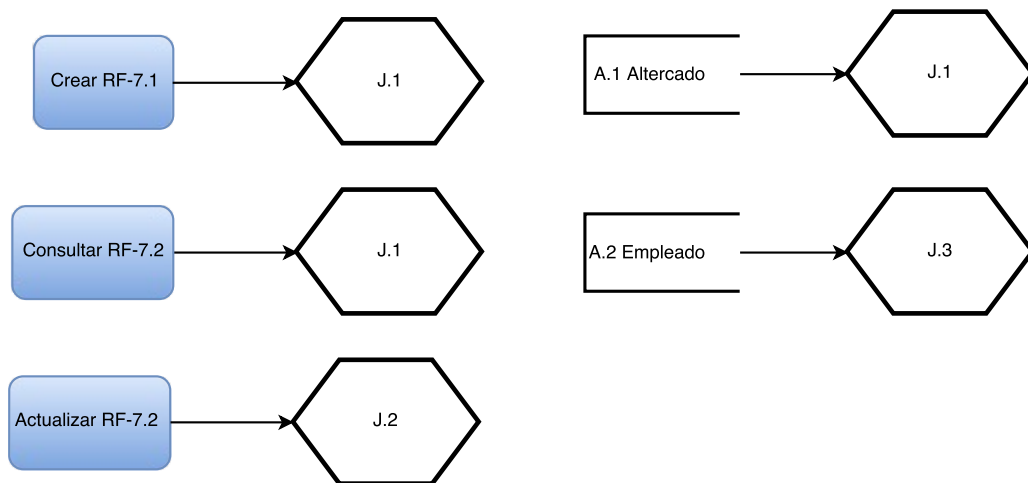 Crear RF-7.1
J.1
A.1 Altercado
J.1
Consultar RF-7.2
J.1
A.2 Empleado
J.3
Actualizar RF-7.2
J.2